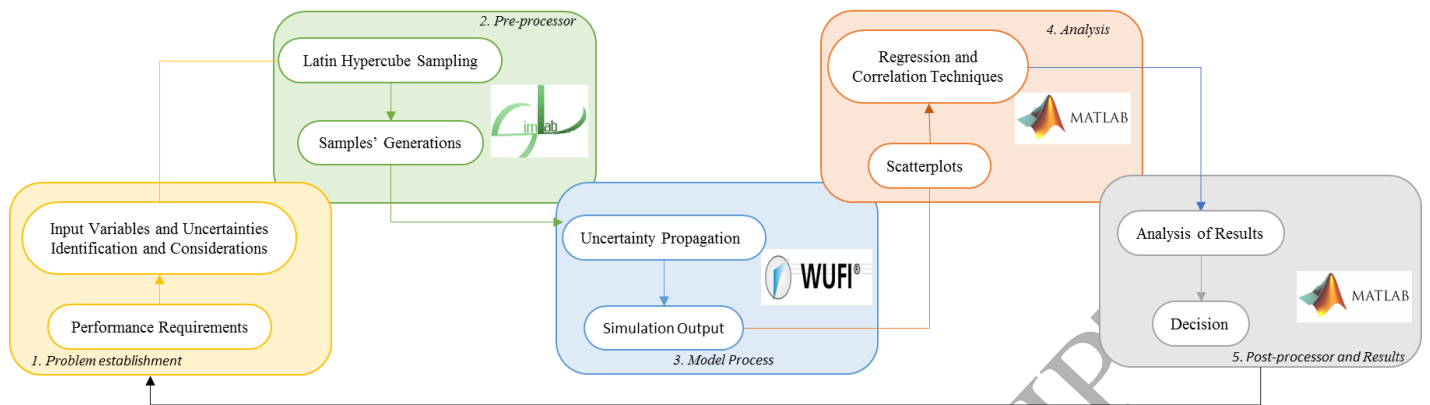 2. Pre-processor
Latin Hypercube Sampling
Samples' Generations
SimLab
Input Variables and Uncertainties
Identification and Considerations
Performance Requirements
1. Problem establishment
Uncertainty Propagation
WUFI®
Simulation Output
3. Model Process
4. Analysis
Regression and
Correlation Techniques
MATLAB
Scatterplots
Analysis of Results
MATLAB
Decision
5. Post-processor and Results